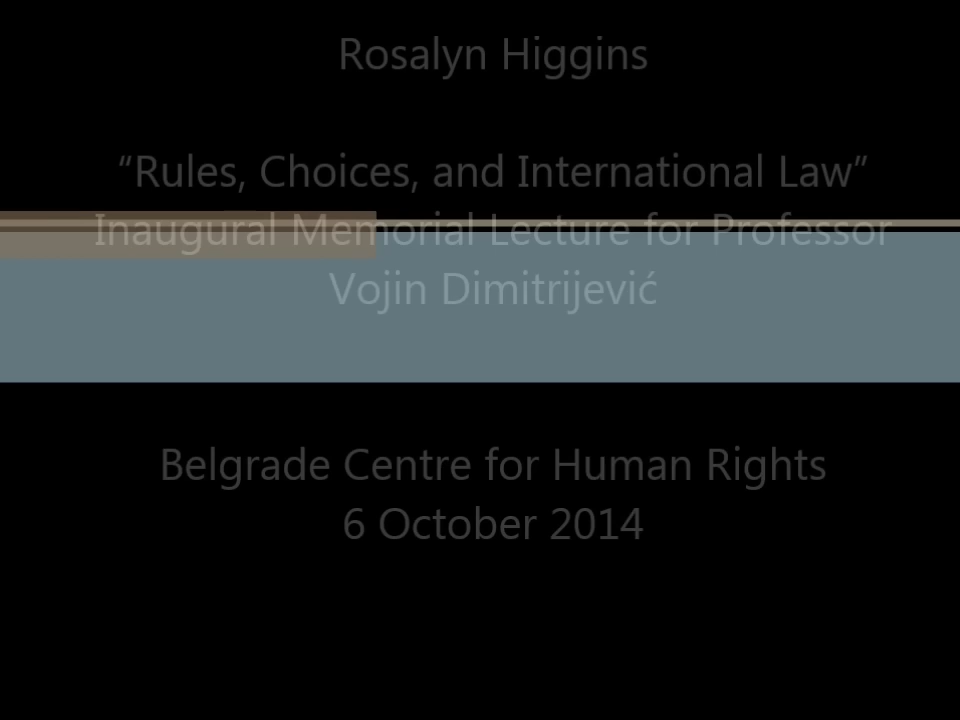 Rosalyn Higgins
“Rules, Choices, and International Law”
Inaugural Memorial Lecture for Professor
Vojin Dimitrijević
Belgrade Centre for Human Rights
6 October 2014